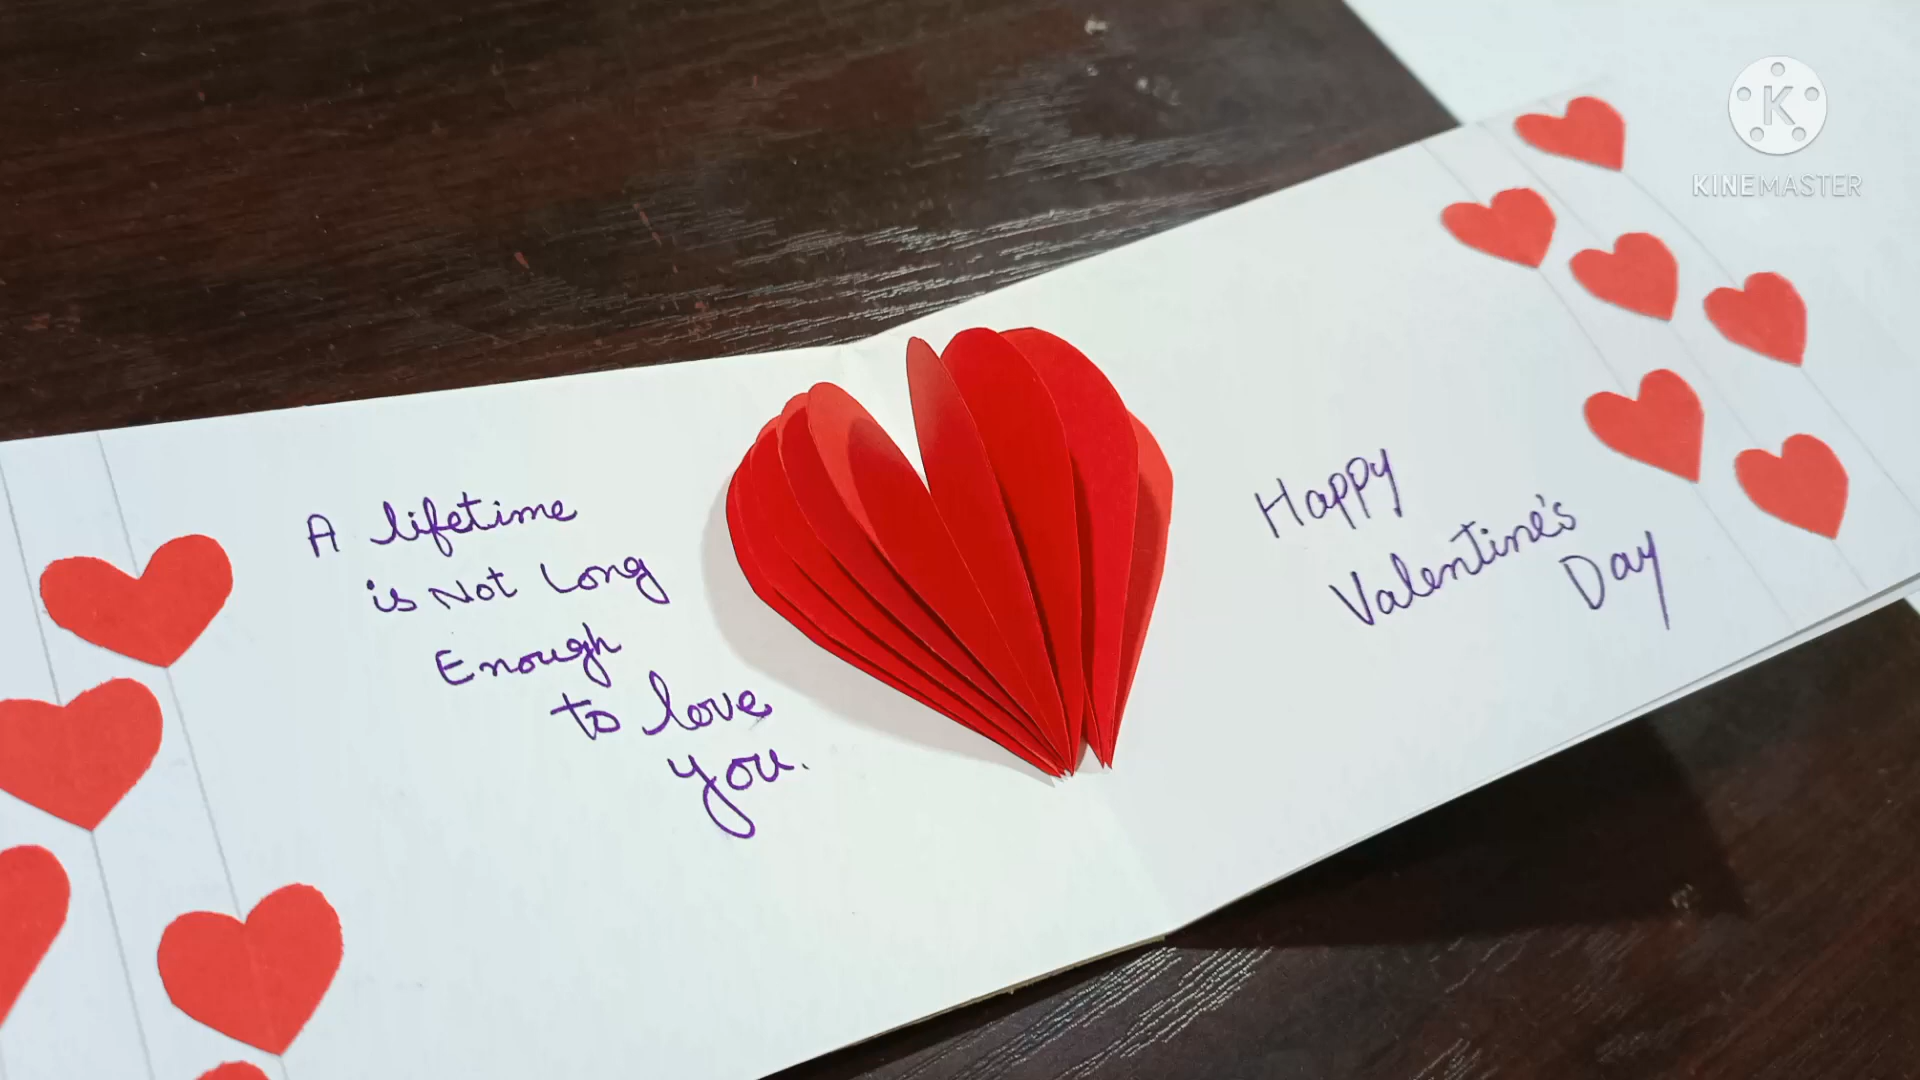 A lifetime
is Not Long
Enough
to love
you.
Happy
Valentine's
Day
K
KINEMASTER